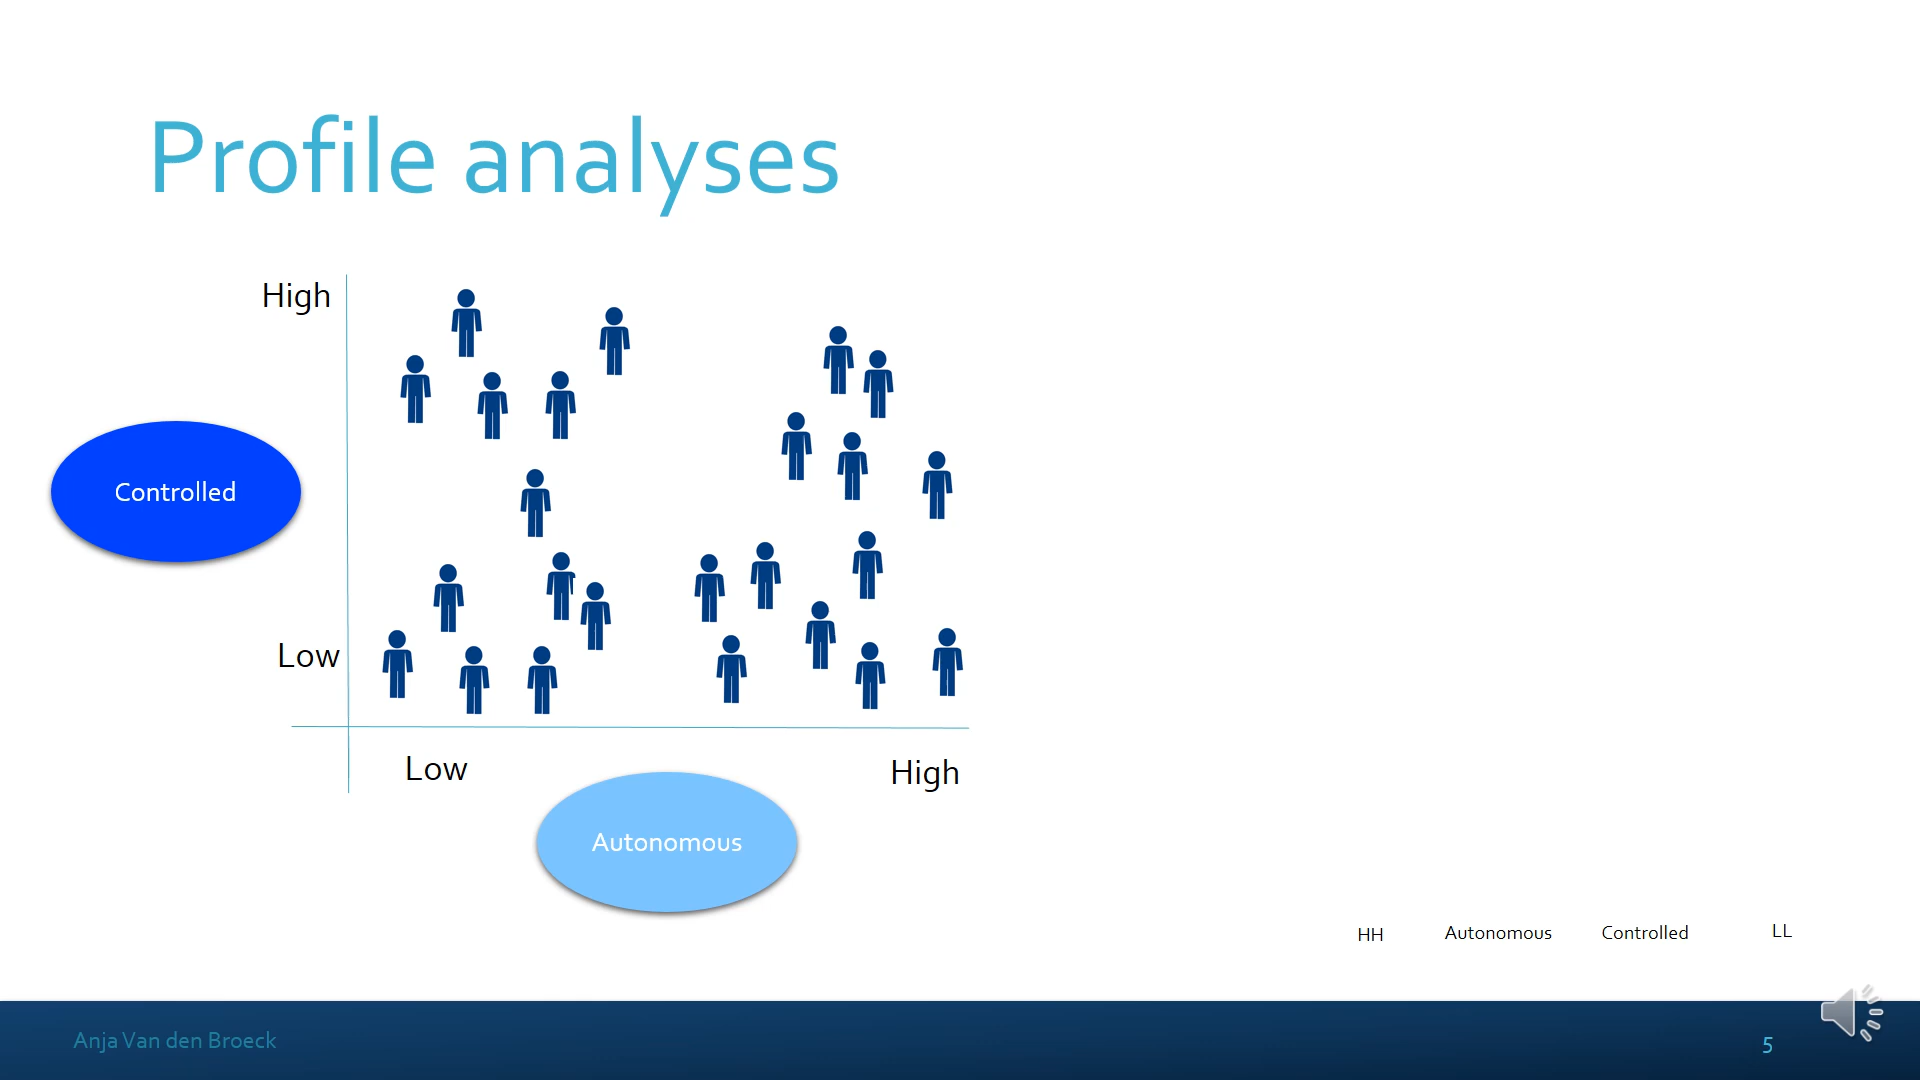 Profile analyses
High
Controlled
Low
Low
High
Autonomous
HH
Autonomous
Controlled
LL
Anja Van den Broeck
5